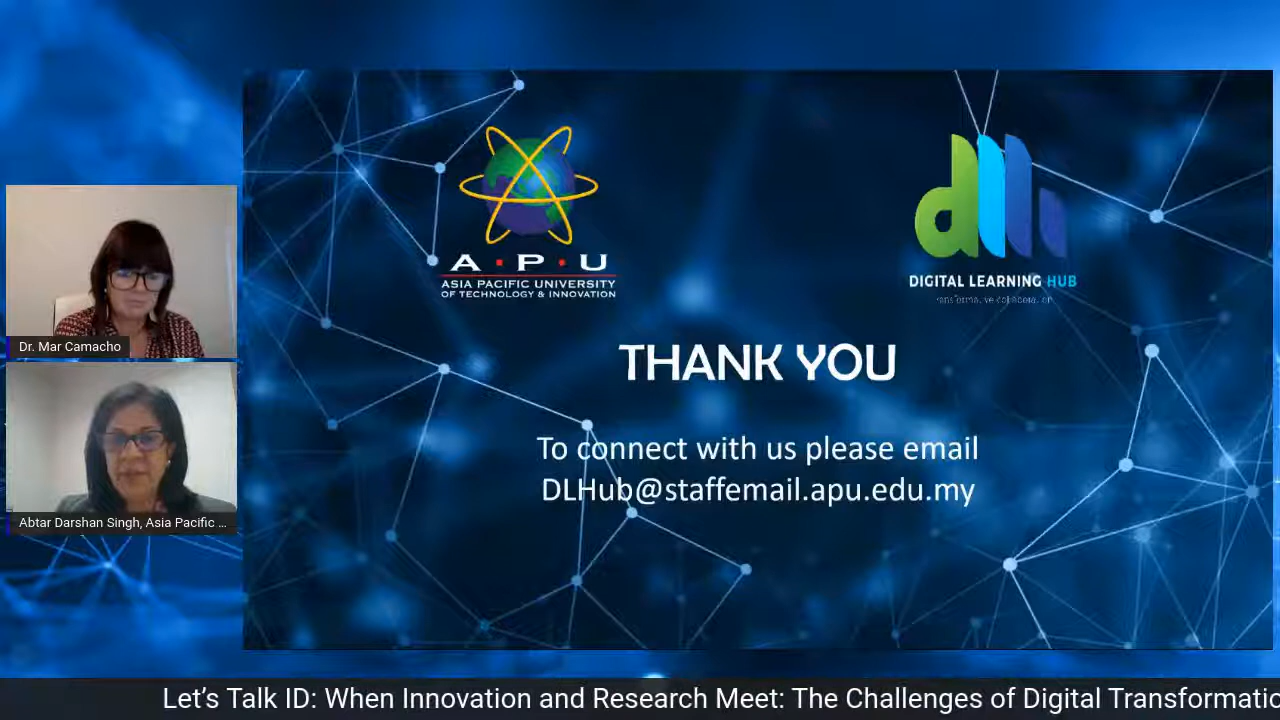 A·P·U
ASIA PACIFIC UNIVERSITY
OF TECHNOLOGY & INNOVATION
dlh
DIGITAL LEARNING HUB
THANK YOU
To connect with us please email
DLHub@staffemail.apu.edu.my
Dr. Mar Camacho
Abtar Darshan Singh, Asia Pacific ...
Let’s Talk ID: When Innovation and Research Meet: The Challenges of Digital Transformatio